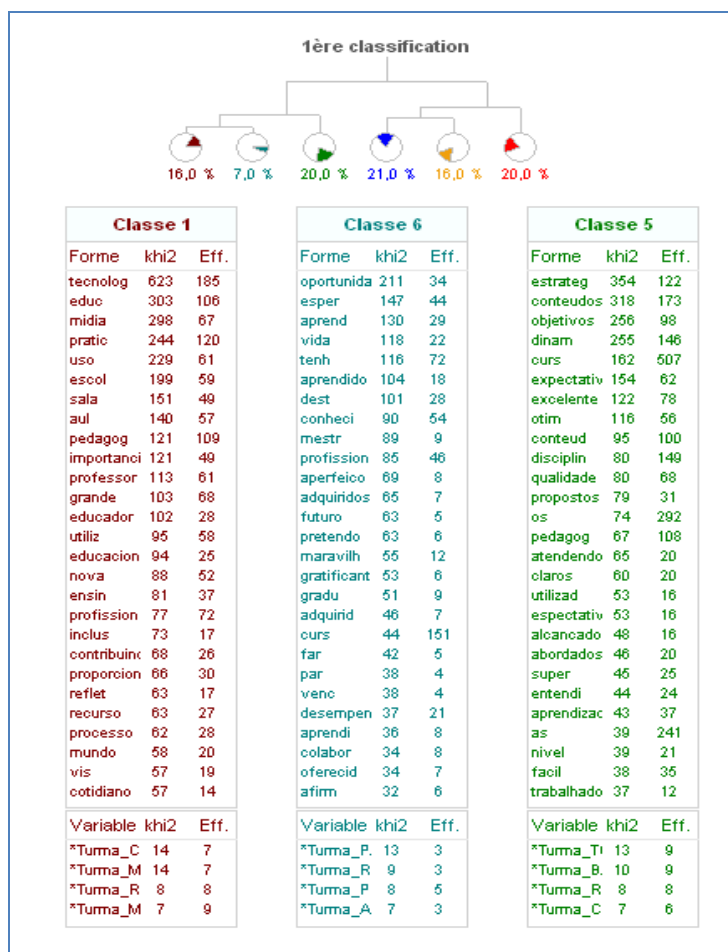 1ère classification
16,0 % 7,0 % 20,0 % 21,0 % 16,0 % 20,0 %
Classe 1
Forme khi2 Eff.
tecnolog 623 185
educ 303 106
midia 298 67
pratic 244 120
uso 229 61
escol 199 59
sala 151 49
aul 140 57
pedagog 121 109
importanci 121 49
professor 113 61
grande 103 68
educador 102 28
utiliz 95 58
educacion 94 25
nova 88 52
ensin 81 37
profission 77 72
inclus 73 17
contribuinc 68 26
proporcion 66 30
reflet 63 17
recurso 63 27
processo 62 28
mundo 58 20
vis 57 19
cotidiano 57 14
Variable khi2 Eff.
*Turma_C 14 7
*Turma_M 14 7
*Turma_R 8 8
*Turma_M 7 9
Classe 6
Forme khi2 Eff.
oportunida 211 34
esper 147 44
aprend 130 29
vida 118 22
tenh 116 72
aprendido 104 18
dest 101 28
conheci 90 54
mestr 89 9
profission 85 46
aperfeico 69 8
adquiridos 65 7
futuro 63 5
pretendo 63 6
maravilh 55 12
gratificant 53 6
gradu 51 9
adquirid 46 7
curs 44 151
far 42 5
par 38 4
venc 38 4
desempen 37 21
aprendi 36 8
colabor 34 8
oferecid 34 7
afirm 32 6
Variable khi2 Eff.
*Turma_P. 13 3
*Turma_R 9 3
*Turma_P 8 5
*Turma_A 7 3
Classe 5
Forme khi2 Eff.
estrateg 354 122
conteudos 318 173
objetivos 256 98
dinam 255 146
curs 162 507
expectativ 154 62
excelente 122 78
otim 116 56
conteud 95 100
disciplin 80 149
qualidade 80 68
propostos 79 31
os 74 292
pedagog 67 108
atendendo 65 20
claros 60 20
utilizad 53 16
espectativ 53 16
alcancado 48 16
abordados 46 20
super 45 25
entendi 44 24
aprendizac 43 37
as 39 241
nivel 39 21
facil 38 35
trabalhado 37 12
Variable khi2 Eff.
*Turma_T( 13 9
*Turma_B. 10 9
*Turma_R 8 8
*Turma_C 7 6